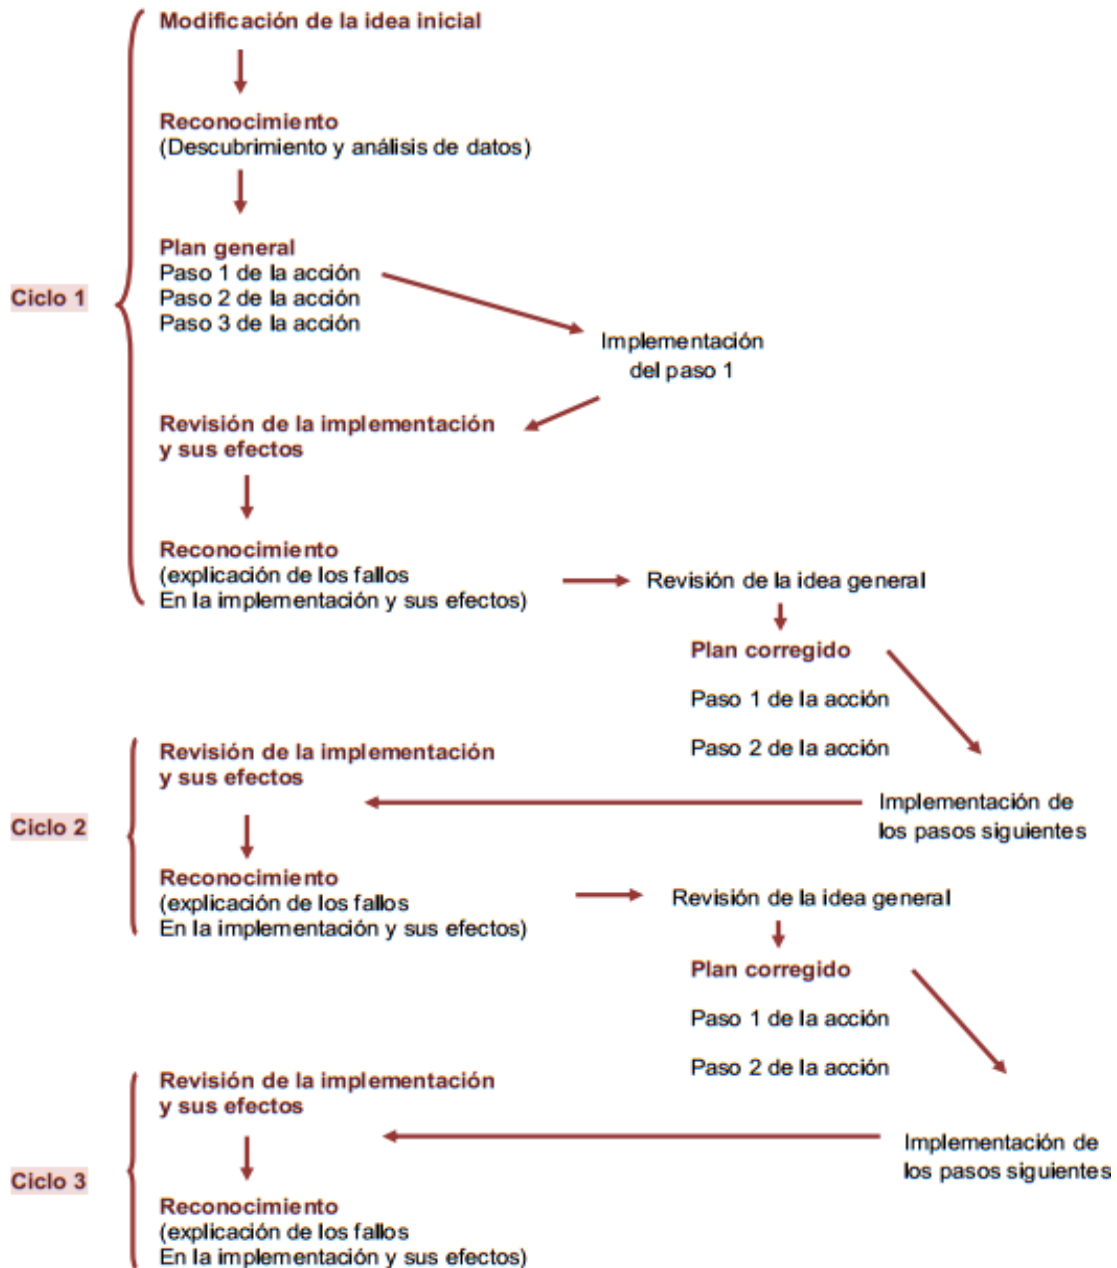 Modificación de la idea inicial
Reconocimiento
(Descubrimiento y análisis de datos)
Plan general
Paso 1 de la acción
Ciclo 1
Paso 2 de la acción
Paso 3 de la acción
Implementación
del paso 1
Revisión de la implementación
y sus efectos
Reconocimiento
(explicación de los fallos
En la implementación y sus efectos)
Revisión de la idea general
Plan corregido
Paso 1 de la acción
Paso 2 de la acción
Implementación de
los pasos siguientes
Ciclo 2
Revisión de la implementación
y sus efectos
Reconocimiento
(explicación de los fallos
En la implementación y sus efectos)
Revisión de la idea general
Plan corregido
Paso 1 de la acción
Paso 2 de la acción
Implementación de
los pasos siguientes
Ciclo 3
Revisión de la implementación
y sus efectos
Reconocimiento
(explicación de los fallos
En la implementación y sus efectos)